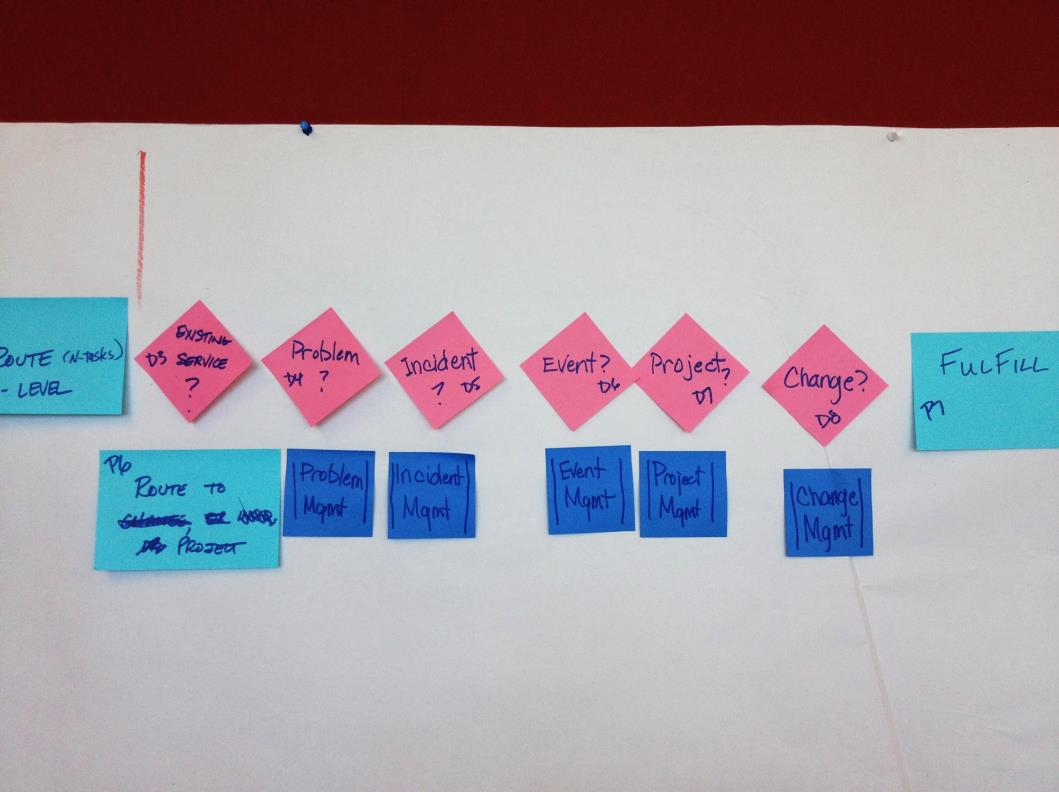 ROUTE (N-TASKS)
- LEVEL
EXISTING
D3 SERVICE
?
Problem
D4 ?
Incident
? D5
Event?
D6
Project?
D7
Change?
D8
FULFILL
P7
P6
ROUTE TO
PROJECT
|Problem|
Mgmt
|Incident|
Mgmt
|Event|
Mgmt
|Project|
Mgmt
|Change|
Mgmt